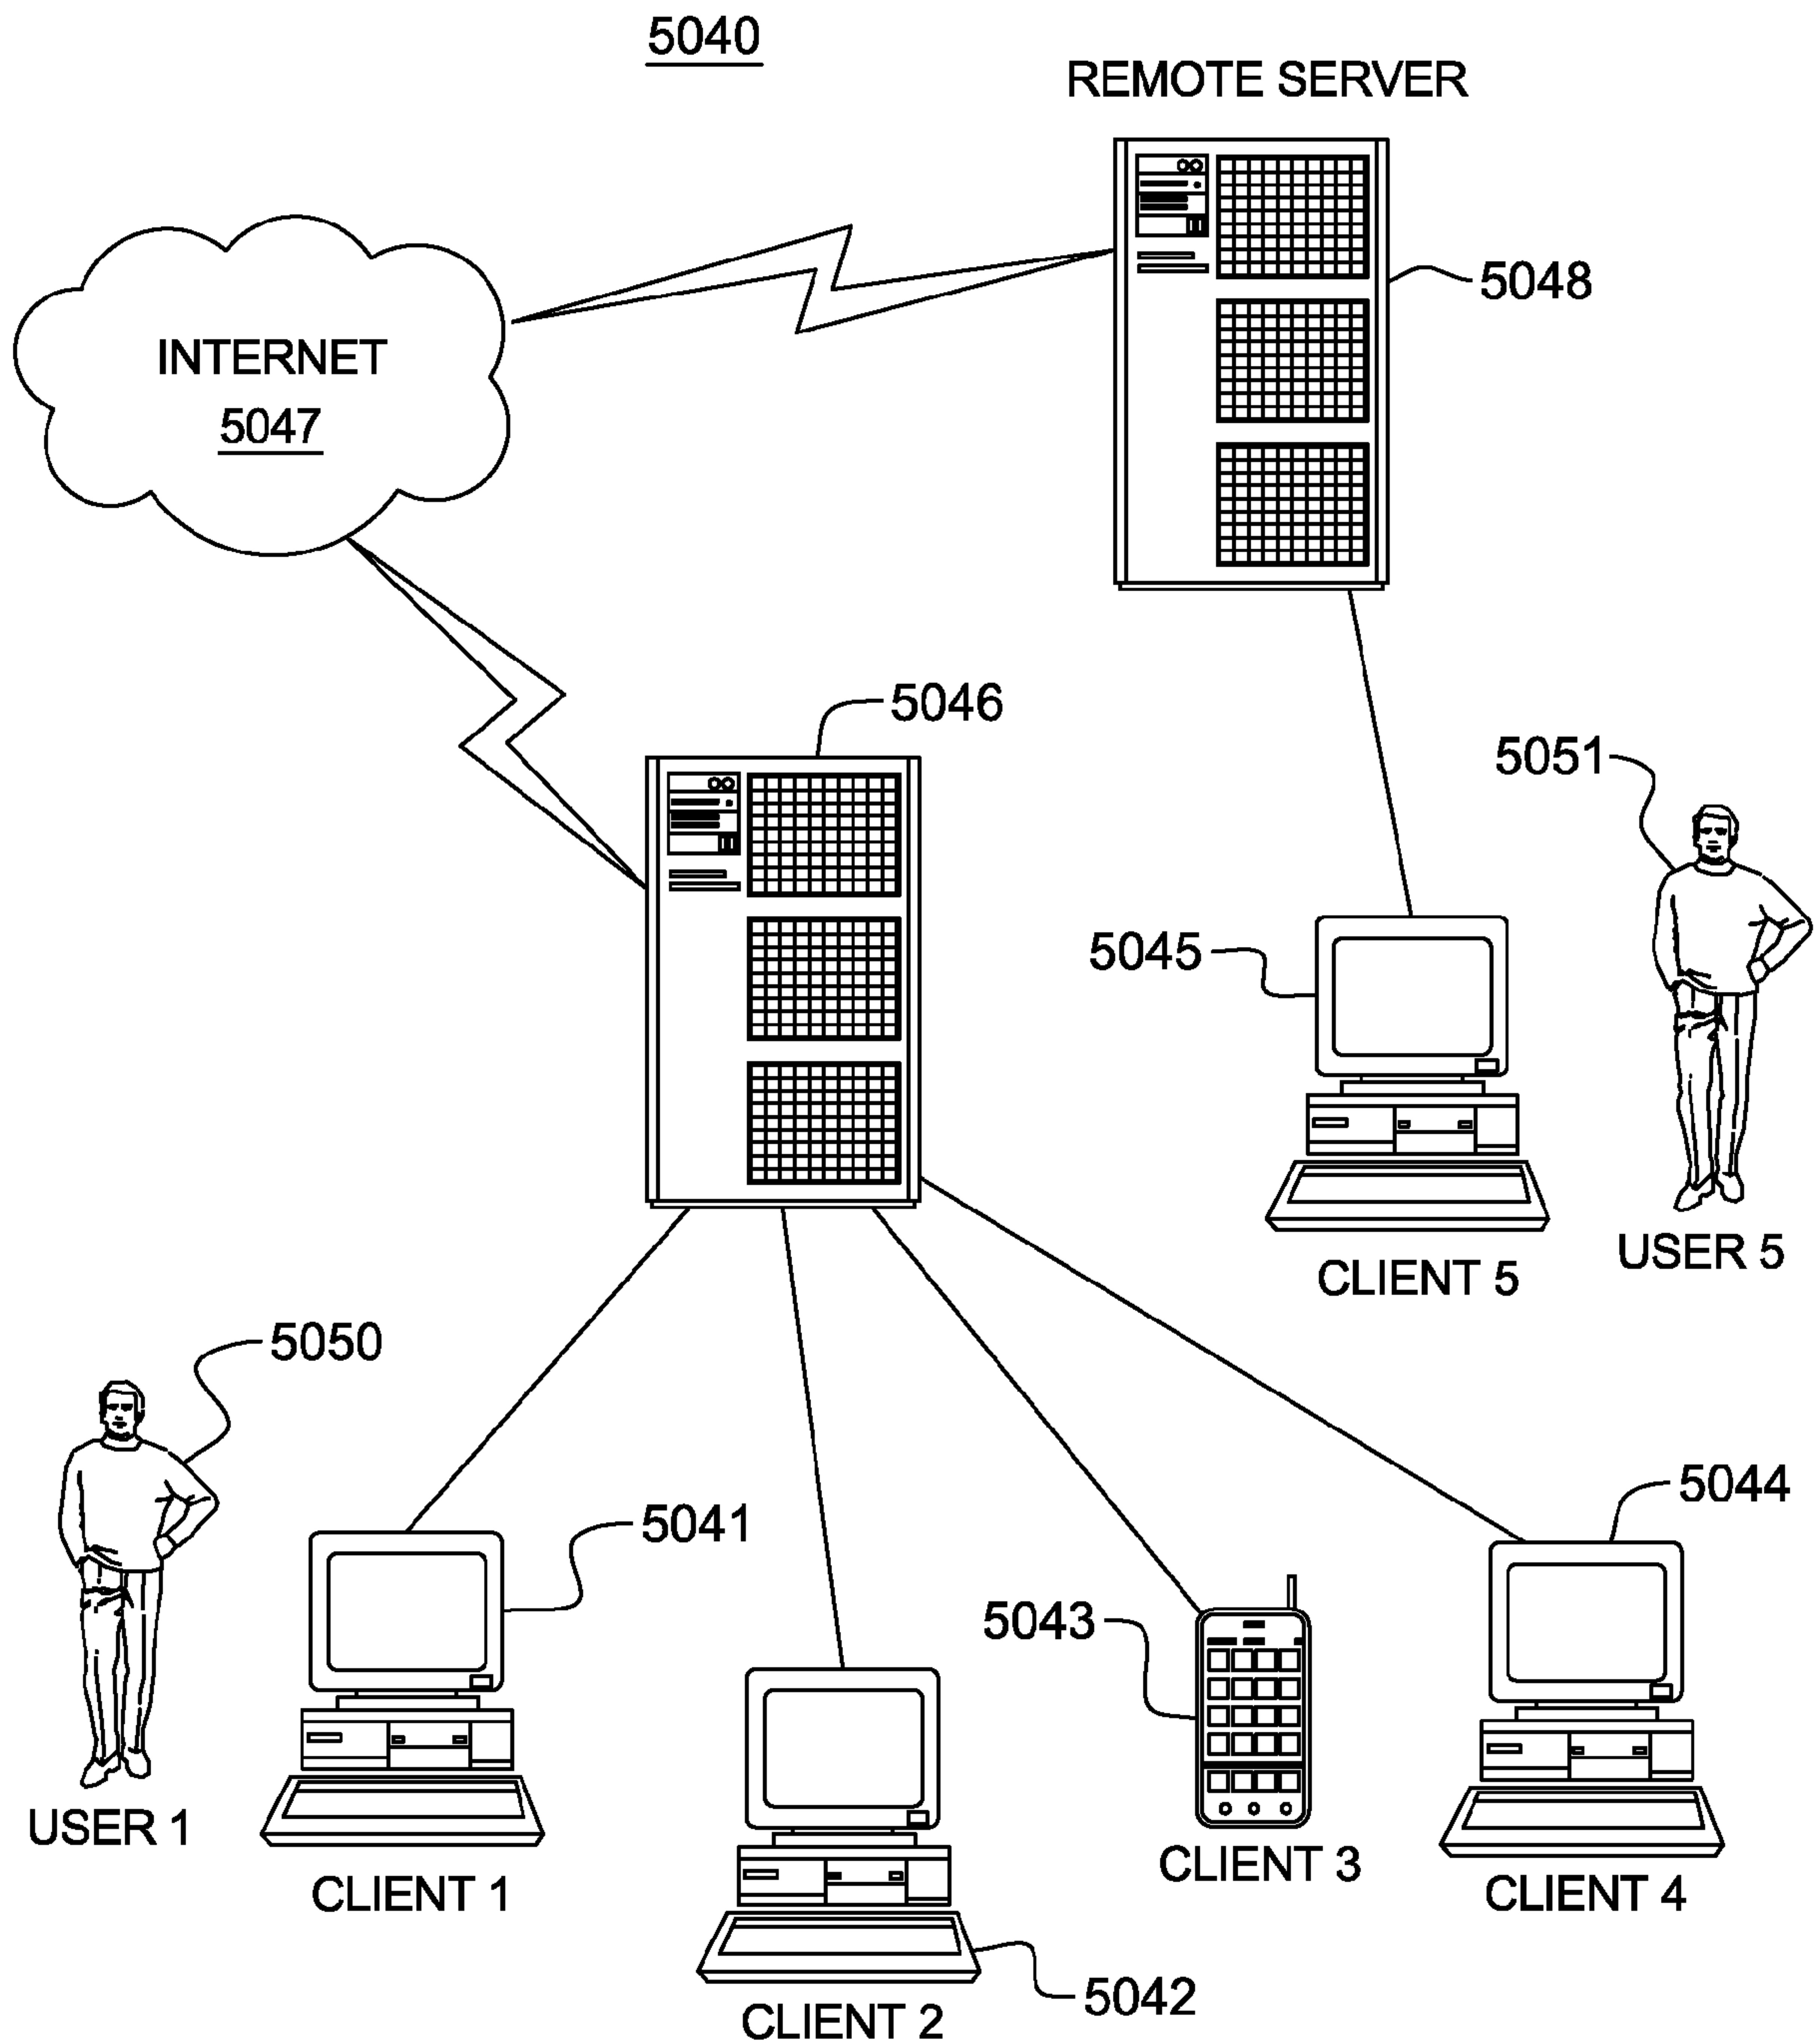 5040
REMOTE SERVER
5048
INTERNET
5047
5046
5051
5045
USER 5
CLIENT 5
5050
5044
5041
5043
USER 1
CLIENT 3
CLIENT 1
CLIENT 4
5042
CLIENT 2